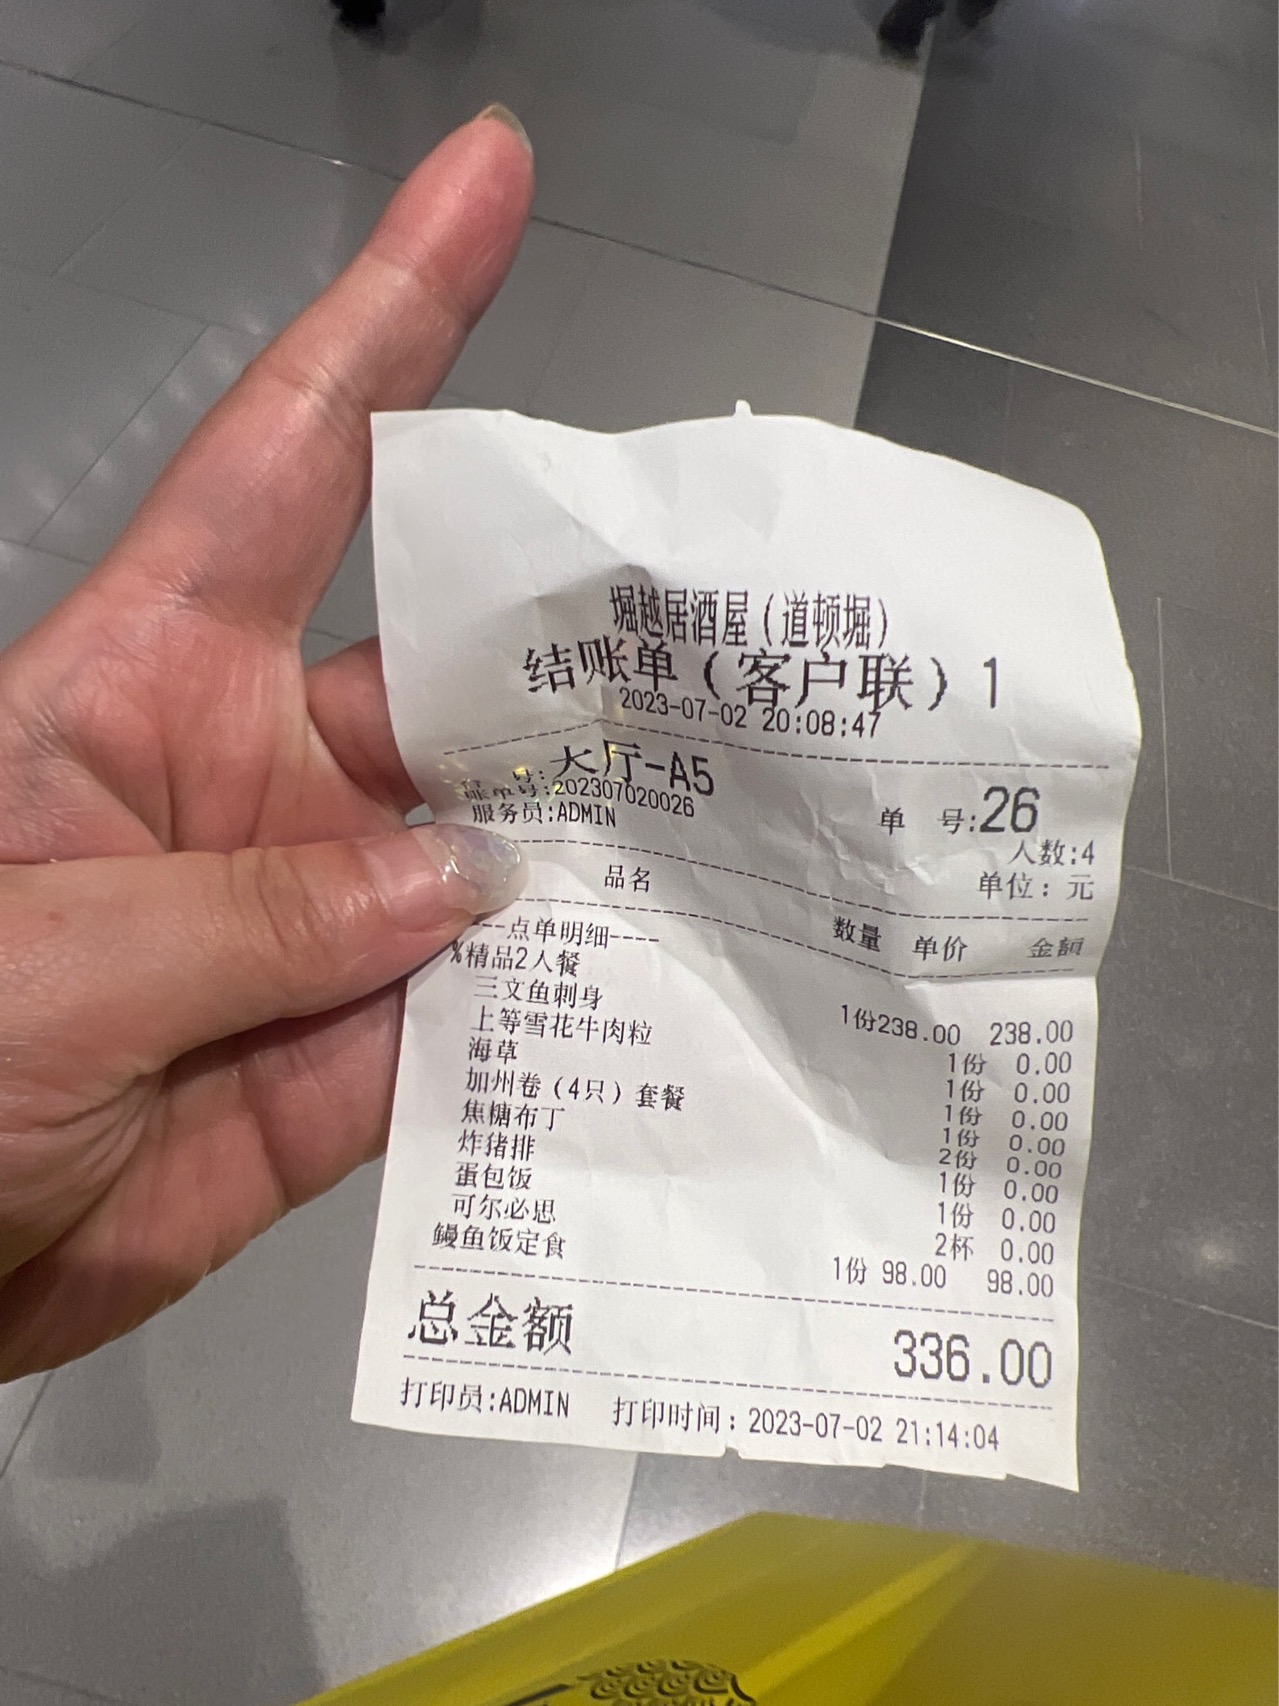 堀越居酒屋（道顿堀）
结账单（客户联）1
2023-07-02 20:08:47
台 号:大厅-A5 单 号:26
账单号:202307020026 人数:4
服务员:ADMIN 单位：元
品名 数量 单价 金额
----点单明细----
%精品2人餐 1份238.00 238.00
三文鱼刺身 1份 0.00
上等雪花牛肉粒 1份 0.00
海草 1份 0.00
加州卷（4只）套餐 1份 0.00
焦糖布丁 2份 0.00
炸猪排 1份 0.00
蛋包饭 1份 0.00
可尔必思 2杯 0.00
鳗鱼饭定食 1份 98.00 98.00
总金额 336.00
打印员:ADMIN 打印时间：2023-07-02 21:14:04